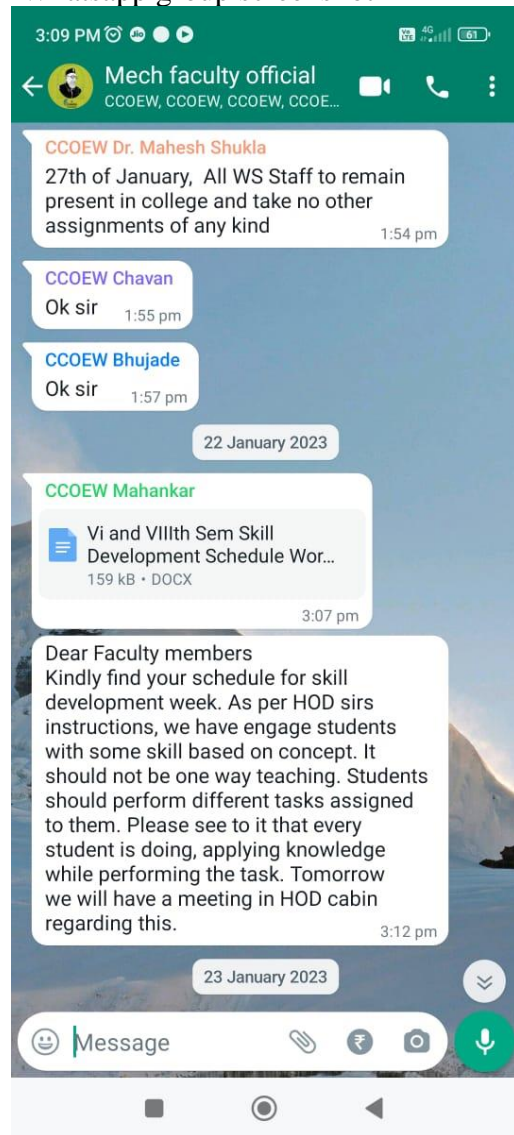 3:09 PM
Vo
LTE
4G
61
Mech faculty official
CCOEW, CCOEW, CCOEW, CCOE...
CCOEW Dr. Mahesh Shukla
27th of January, All WS Staff to remain
present in college and take no other
assignments of any kind
1:54 pm
CCOEW Chavan
Ok sir
1:55 pm
CCOEW Bhujade
Ok sir
1:57 pm
22 January 2023
CCOEW Mahankar
Vi and VIIIth Sem Skill
Development Schedule Wor...
159 kB • DOCX
3:07 pm
Dear Faculty members
Kindly find your schedule for skill
development week. As per HOD sirs
instructions, we have engage students
with some skill based on concept. It
should not be one way teaching. Students
should perform different tasks assigned
to them. Please see to it that every
student is doing, applying knowledge
while performing the task. Tomorrow
we will have a meeting in HOD cabin
regarding this.
3:12 pm
23 January 2023
Message